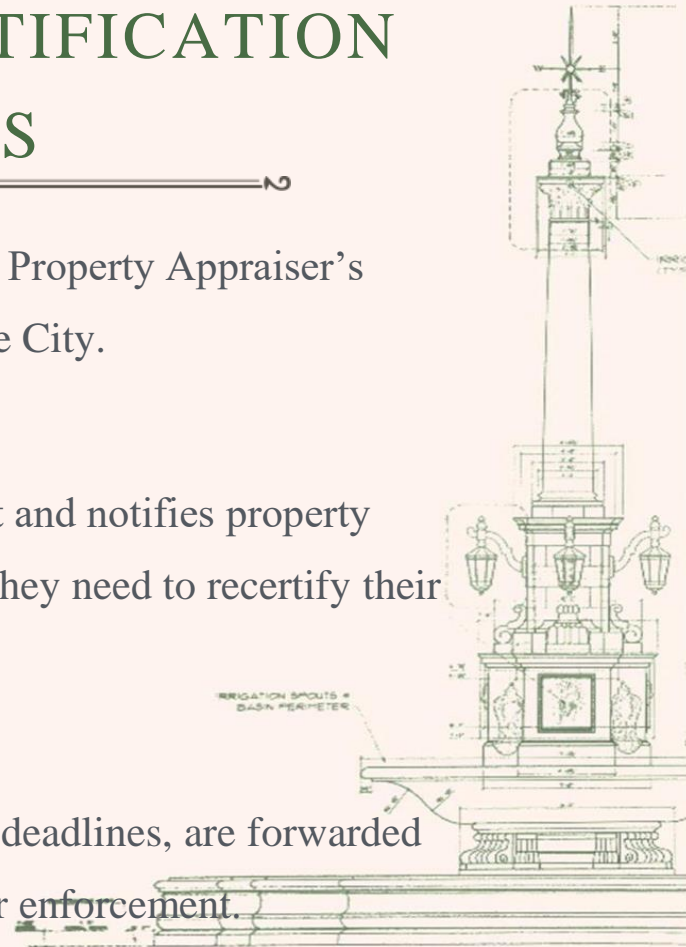 TIFICATION
S
Property Appraiser’s
e City.
t and notifies property
hey need to recertify their
IRRIGATION SPOUTS @
BASIN PERIMETER
deadlines, are forwarded
r enforcement.